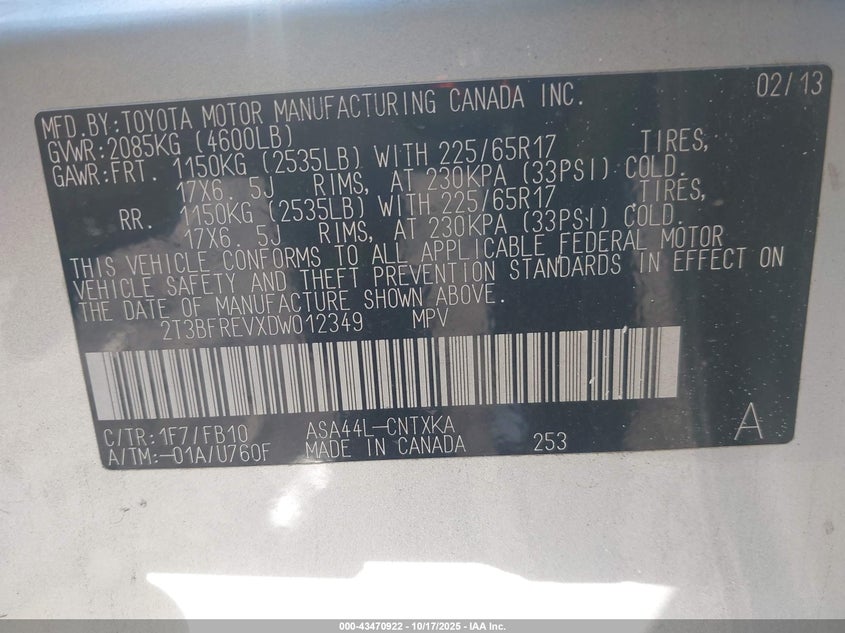 MFD.BY:TOYOTA MOTOR MANUFACTURING CANADA INC. 02/13
GVWR:2085KG (4600LB)
GAWR:FRT. 1150KG (2535LB) WITH 225/65R17 TIRES,
17X6. 5J RIMS, AT 230KPA (33PSI) COLD.
RR. 1150KG (2535LB) WITH 225/65R17 TIRES,
17X6. 5J RIMS, AT 230KPA (33PSI) COLD.
THIS VEHICLE CONFORMS TO ALL APPLICABLE FEDERAL MOTOR
VEHICLE SAFETY AND THEFT PREVENTION STANDARDS IN EFFECT ON
THE DATE OF MANUFACTURE SHOWN ABOVE.
2T3BFREVXDW012349 MPV
C/TR:1F7/FB10 ASA44L-CNTXKA
A/TM:-01A/U760F MADE IN CANADA 253 A
000-43470922 - 10/17/2025 - IAA Inc.